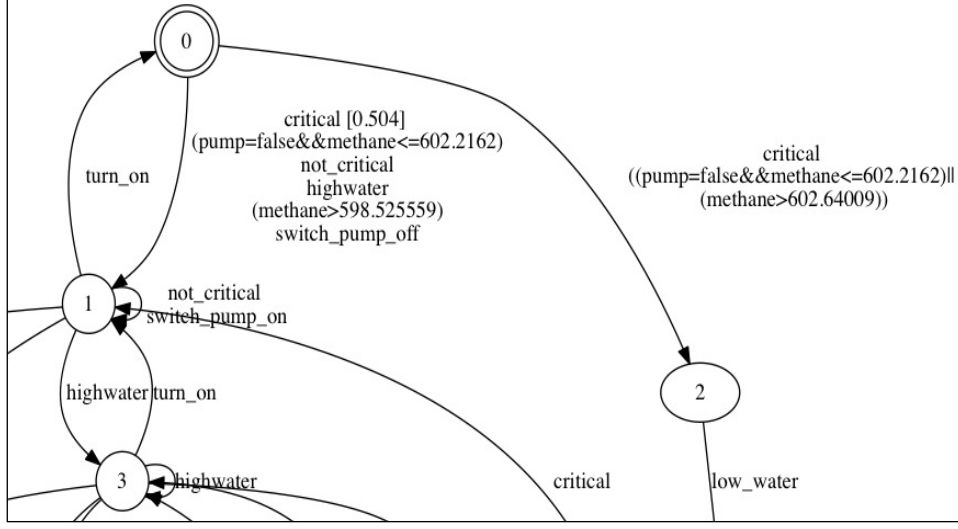 0
critical [0.504]
(pump=false&&methane<=602.2162)
not_critical
highwater
(methane>598.525559)
switch_pump_off
critical
((pump=false&&methane<=602.2162)||
(methane>602.64009))
turn_on
1
not_critical
switch_pump_on
2
highwater
turn_on
3
highwater
critical
low_water